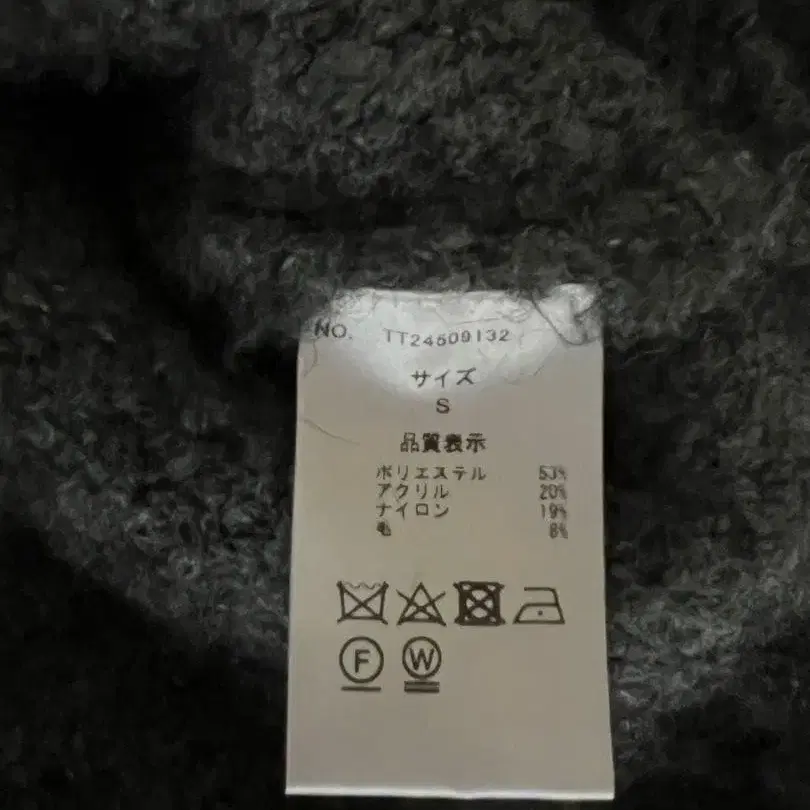 NO. TT24509132
サイズ
S
品質表示
ポリエステル 53%
アクリル 20%
ナイロン 19%
毛 8%
F W